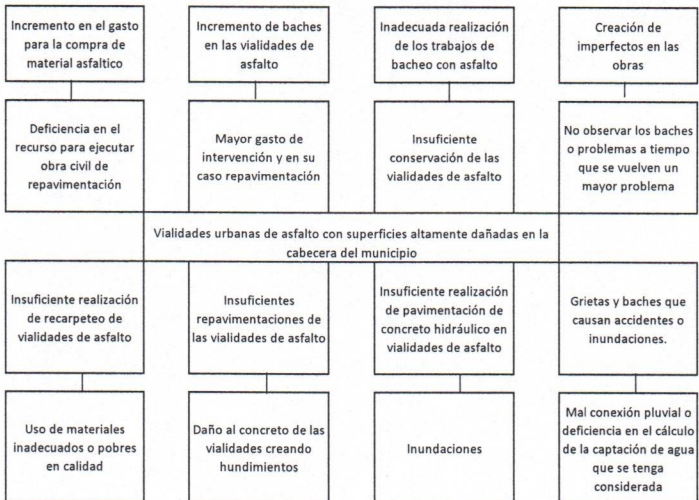 Incremento en el gasto
para la compra de
material asfaltico
Incremento de baches
en las vialidades de
asfalto
Inadecuada realización
de los trabajos de
bacheo con asfalto
Creación de
imperfectos en las
obras
Deficiencia en el
recurso para ejecutar
obra civil de
repavimentación
Mayor gasto de
intervención y en su
caso repavimentación
Insuficiente
conservación de las
vialidades de asfalto
No observar los baches
o problemas a tiempo
que se vuelven un
mayor problema
Vialidades urbanas de asfalto con superficies altamente dañadas en la
cabecera del municipio
Insuficiente realización
de recarpeteo de
vialidades de asfalto
Insuficientes
repavimentaciones de
las vialidades de asfalto
Insuficiente realización
de pavimentación de
concreto hidráulico en
vialidades de asfalto
Grietas y baches que
causan accidentes o
inundaciones.
Uso de materiales
inadecuados o pobres
en calidad
Daño al concreto de las
vialidades creando
hundimientos
Inundaciones
Mal conexión pluvial o
deficiencia en el cálculo
de la captación de agua
que se tenga
considerada